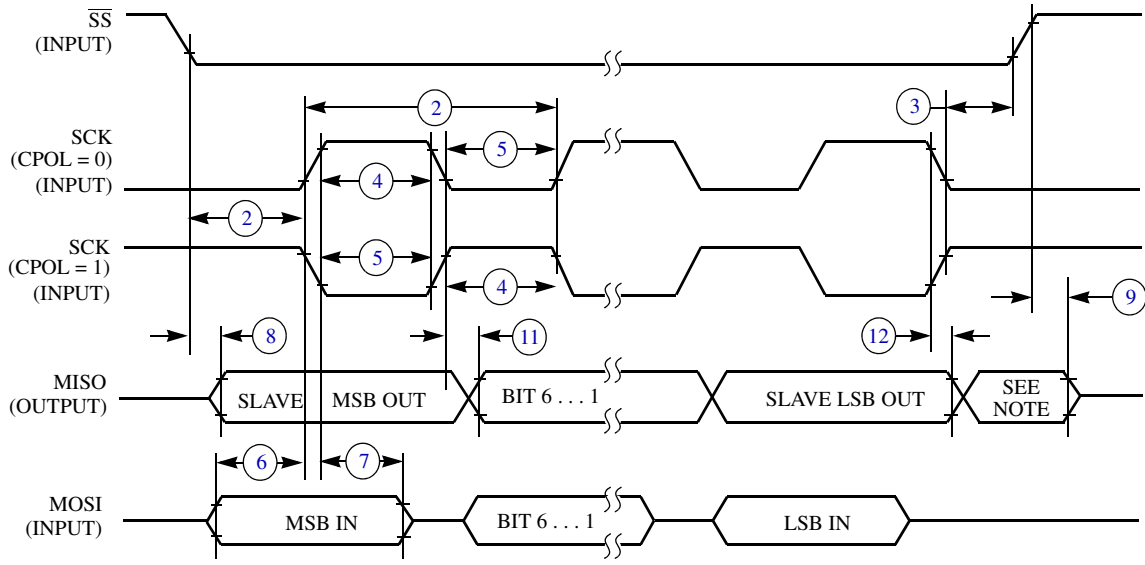 SS
(INPUT)
2
3
SCK
(CPOL = 0)
(INPUT)
5
4
2
SCK
(CPOL = 1)
(INPUT)
5
4
9
8
11
12
MISO
(OUTPUT)
SLAVE
MSB OUT
BIT 6 . . . 1
SLAVE LSB OUT
SEE
NOTE
6
7
MOSI
(INPUT)
MSB IN
BIT 6 . . . 1
LSB IN